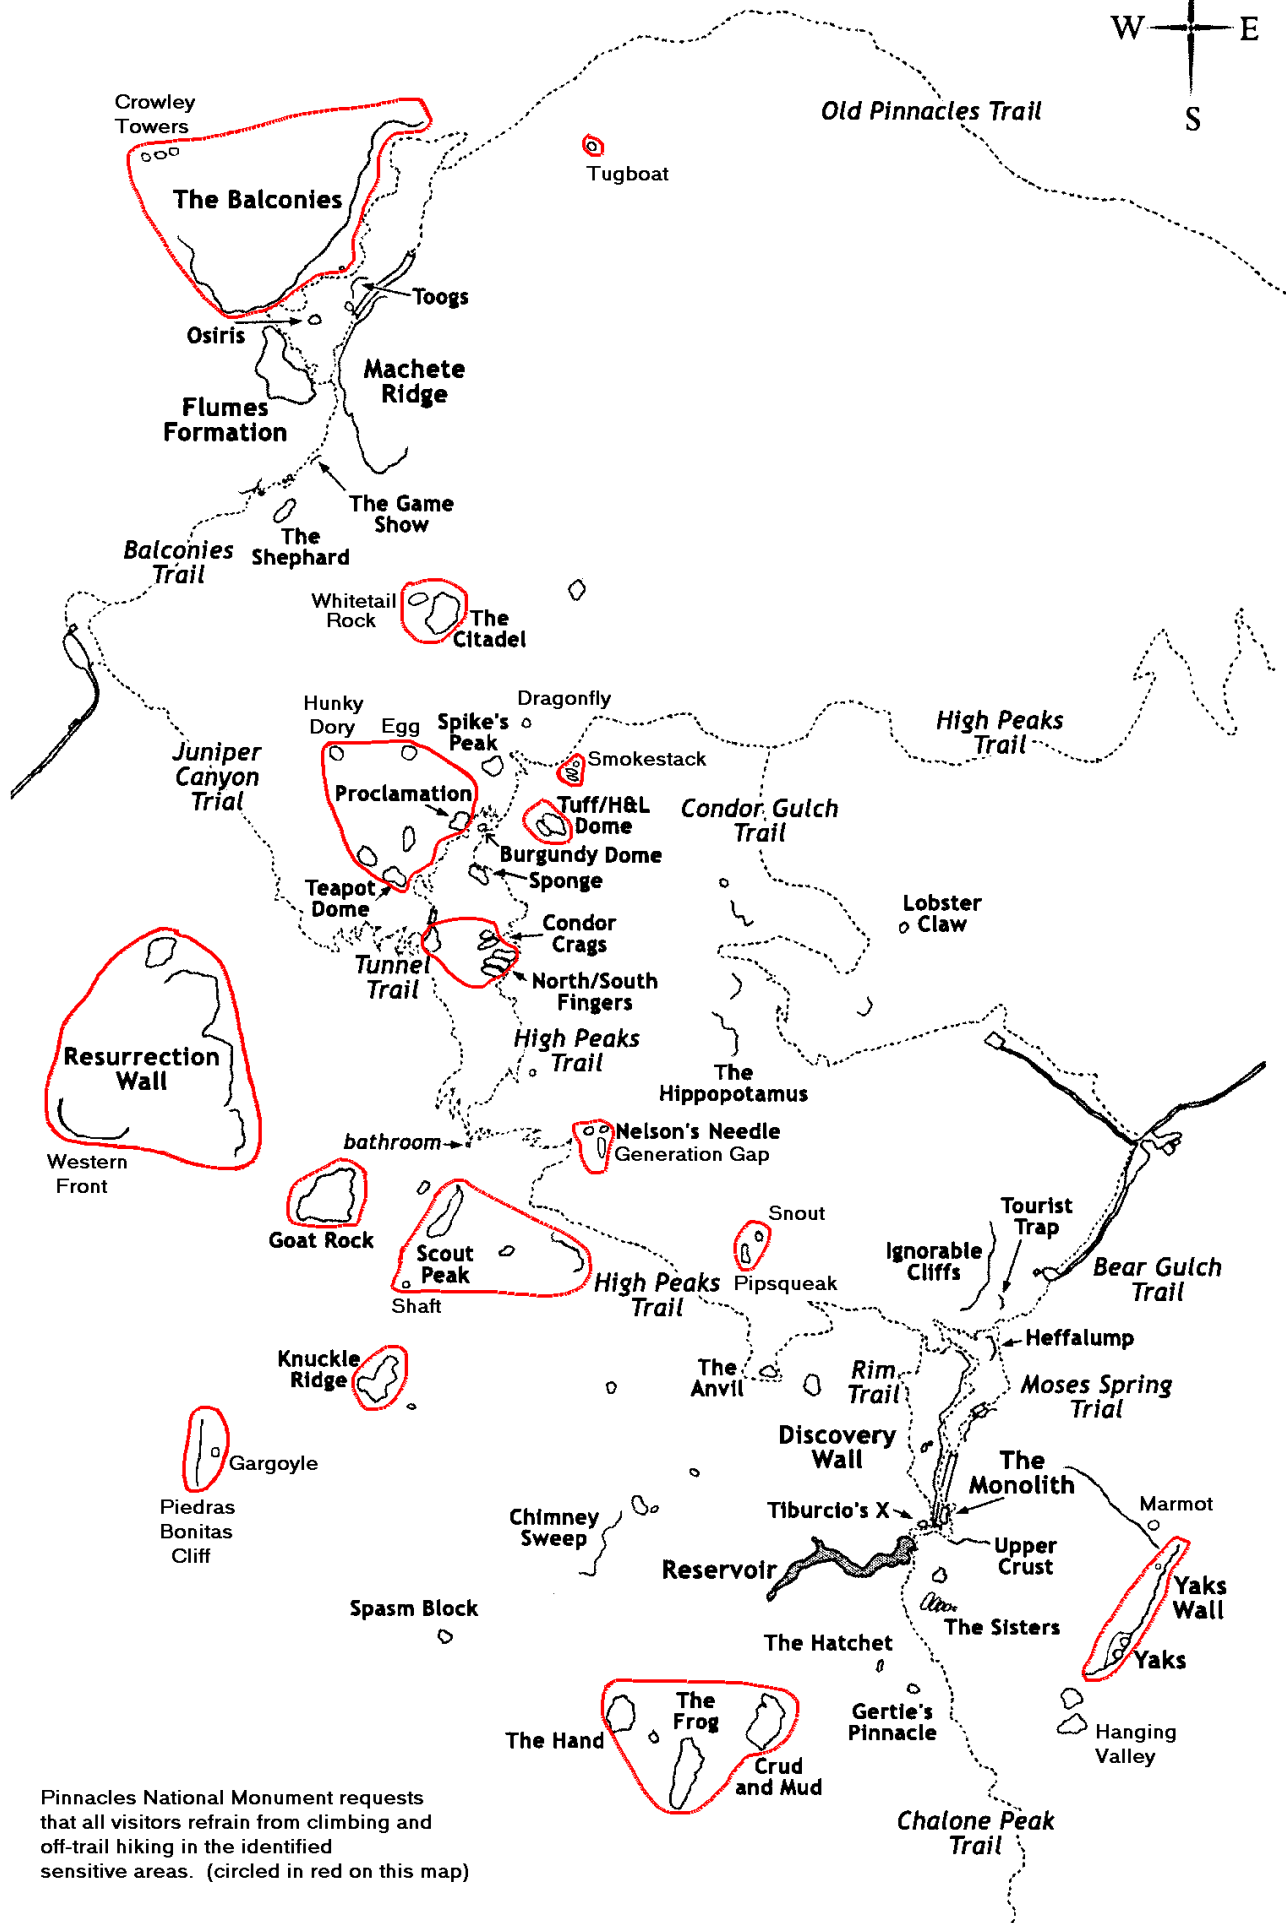 W
E
S
Old Pinnacles Trail
Crowley
Towers
Tugboat
The Balconies
Toogs
Osiris
Machete
Ridge
Flumes
Formation
The Game
Show
The
Shephard
Balconies
Trail
Whitetail
Rock
The
Citadel
Hunky
Dory
Egg
Spike's
Peak
Dragonfly
High Peaks
Trail
Juniper
Canyon
Trial
Smokestack
Proclamation
Tuff/H&L
Dome
Condor Gulch
Trail
Burgundy Dome
Sponge
Teapot
Dome
Lobster
Claw
Condor
Crags
Tunnel
Trail
North/South
Fingers
High Peaks
Trail
Resurrection
Wall
The
Hippopotamus
bathroom
Nelson's Needle
Generation Gap
Western
Front
Goat Rock
Scout
Peak
Shaft
Snout
Pipsqueak
Tourist
Trap
Ignorable
Cliffs
Bear Gulch
Trail
High Peaks
Trail
Heffalump
Knuckle
Ridge
The
Anvil
Rim
Trail
Moses Spring
Trial
Gargoyle
Piedras
Bonitas
Cliff
Discovery
Wall
The
Monolith
Marmot
Chimney
Sweep
Tiburcio's X
Upper
Crust
Reservoir
Yaks
Wall
Spasm Block
The Sisters
The Hatchet
Yaks
The Hand
The
Frog
Gertie's
Pinnacle
Hanging
Valley
Crud
and Mud
Chalone Peak
Trail
Pinnacles National Monument requests
that all visitors refrain from climbing and
off-trail hiking in the identified
sensitive areas. (circled in red on this map)